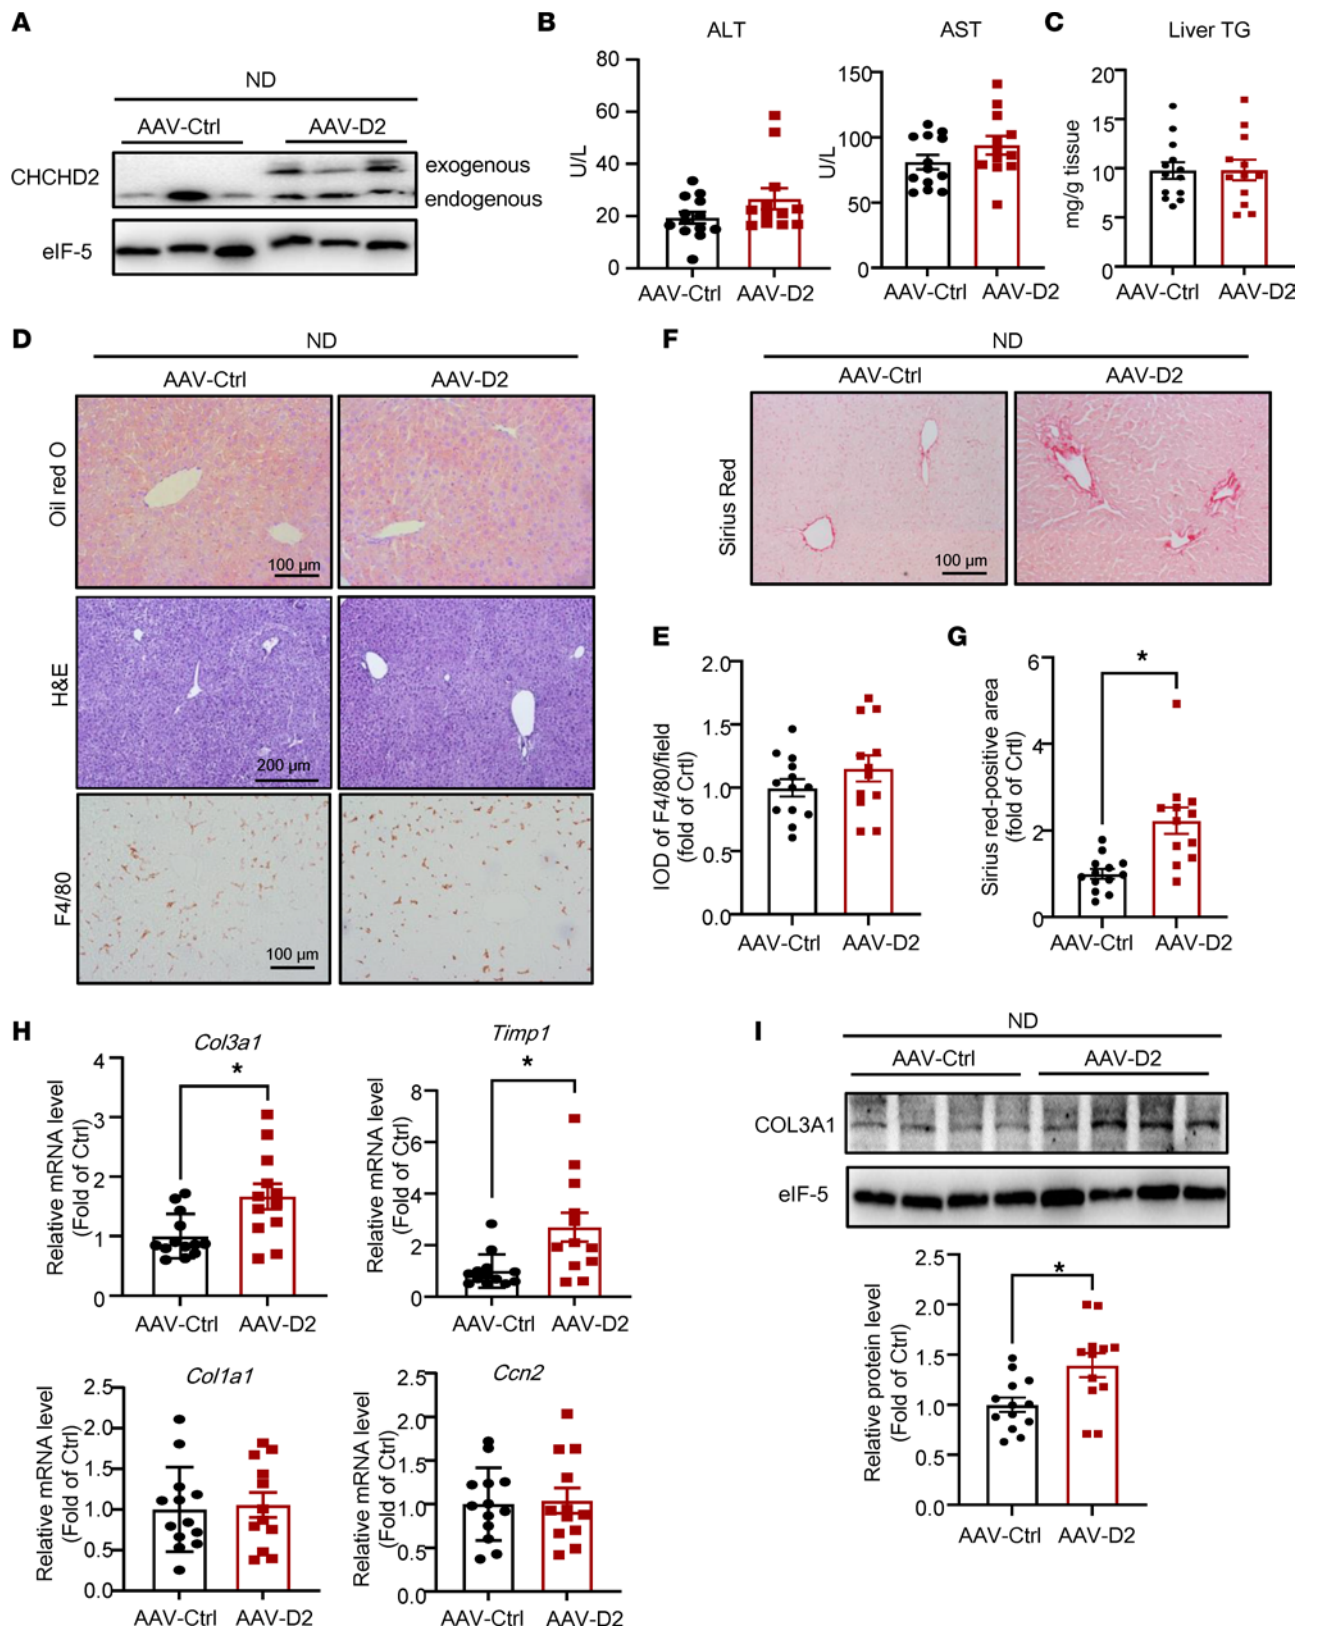 A
ND
AAV-Ctrl AAV-D2
CHCHD2
exogenous
endogenous
eIF-5
B
ALT
U/L
80
60
40
20
0
AAV-Ctrl AAV-D2
AST
U/L
150
100
50
0
AAV-Ctrl AAV-D2
C
Liver TG
mg/g tissue
20
15
10
5
0
AAV-Ctrl AAV-D2
D
ND
AAV-Ctrl AAV-D2
Oil red O
100 µm
H&E
200 µm
F4/80
100 µm
F
ND
AAV-Ctrl AAV-D2
Sirius Red
100 µm
E
IOD of F4/80/field
(fold of Crtl)
2.0
1.5
1.0
0.5
0.0
AAV-Ctrl AAV-D2
G
Sirius red-positive area
(fold of Crtl)
6
4
2
0
*
AAV-Ctrl AAV-D2
H
Col3a1
Relative mRNA level
(Fold of Ctrl)
4
3
2
1
0
*
AAV-Ctrl AAV-D2
Timp1
Relative mRNA level
(Fold of Ctrl)
8
6
4
2
0
*
AAV-Ctrl AAV-D2
Col1a1
Relative mRNA level
(Fold of Ctrl)
2.5
2.0
1.5
1.0
0.5
0.0
AAV-Ctrl AAV-D2
Ccn2
Relative mRNA level
(Fold of Ctrl)
2.5
2.0
1.5
1.0
0.5
0.0
AAV-Ctrl AAV-D2
I
ND
AAV-Ctrl AAV-D2
COL3A1
eIF-5
Relative protein level
(Fold of Ctrl)
2.5
2.0
1.5
1.0
0.5
0.0
*
AAV-Ctrl AAV-D2